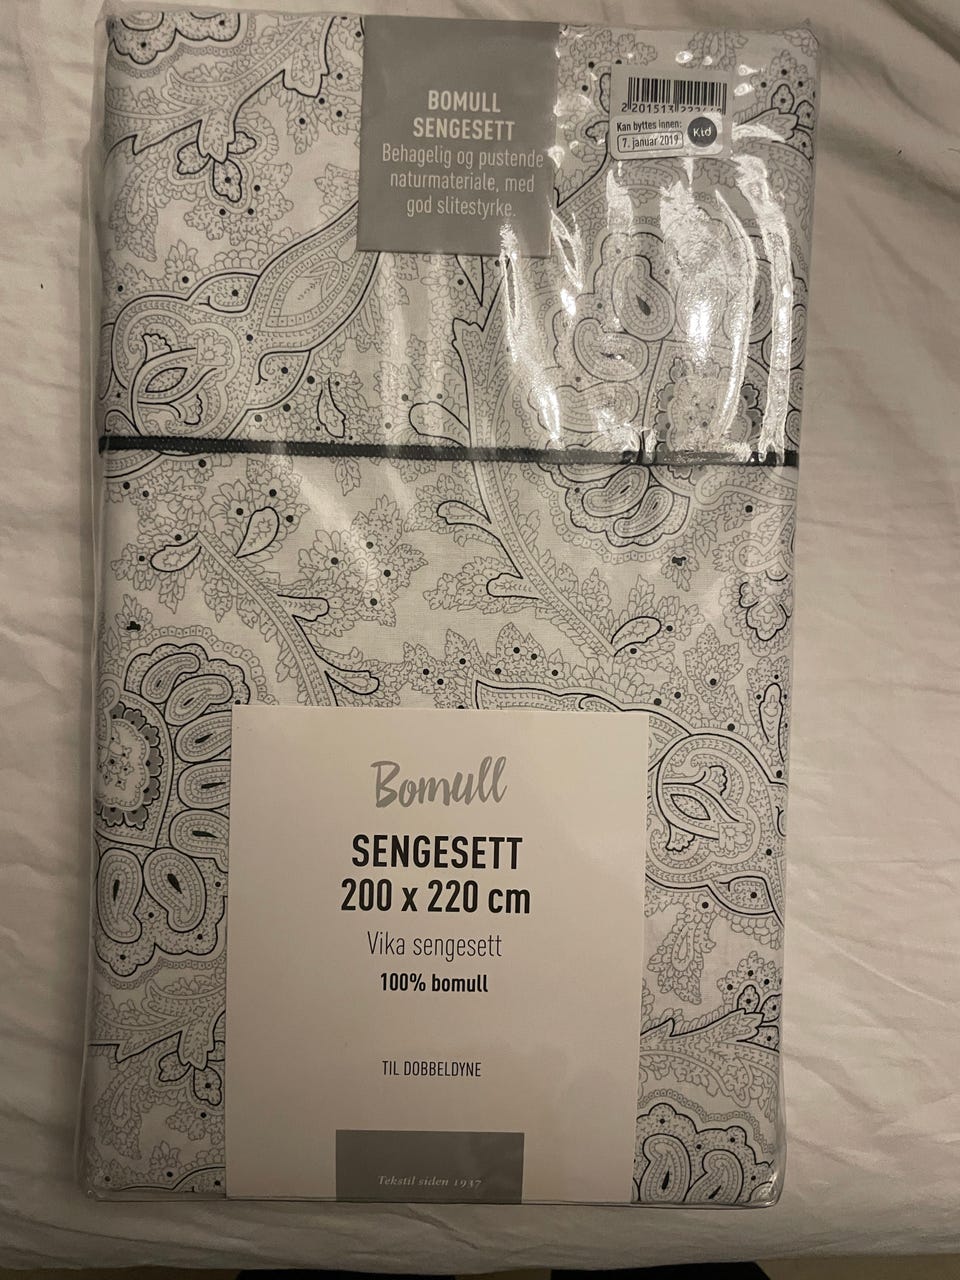 BOMULL
SENGESETT
Behagelig og pustende
naturmateriale, med
god slitestyrke.
Kan byttes innen:
7. januar 2019
Kid
Bomull
SENGESETT
200 x 220 cm
Vika sengesett
100% bomull
TIL DOBBELDYNE
Tekstil siden 1937